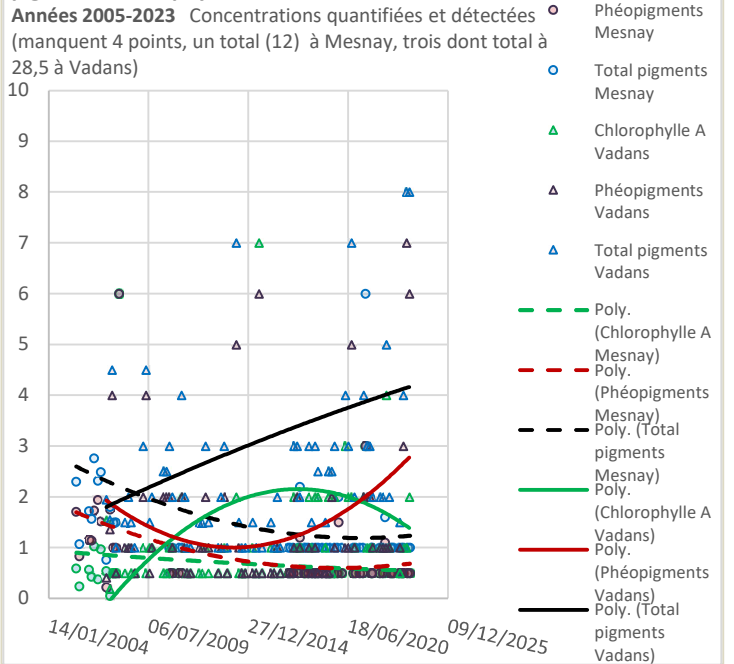 Années 2005-2023 Concentrations quantifiées et détectées
(manquent 4 points, un total (12) à Mesnay, trois dont total à
28,5 à Vadans)
10
9
8
7
6
5
4
3
2
1
0
14/01/2004
06/07/2009
27/12/2014
18/06/2020
09/12/2025
Phéopigments
Mesnay
Total pigments
Mesnay
Chlorophylle A
Vadans
Phéopigments
Vadans
Total pigments
Vadans
Poly.
(Chlorophylle A
Mesnay)
Poly.
(Phéopigments
Mesnay)
Poly. (Total
pigments
Mesnay)
Poly.
(Chlorophylle A
Vadans)
Poly.
(Phéopigments
Vadans)
Poly. (Total
pigments
Vadans)